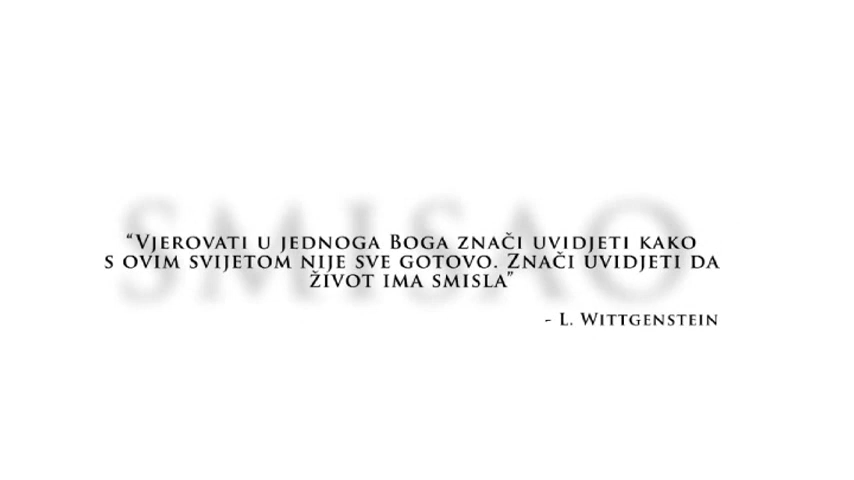 SMISAO
“Vjerovati u jednoga Boga znači uvidjeti kako
s ovim svijetom nije sve gotovo. Znači uvidjeti da
život ima smisla”
- L. Wittgenstein